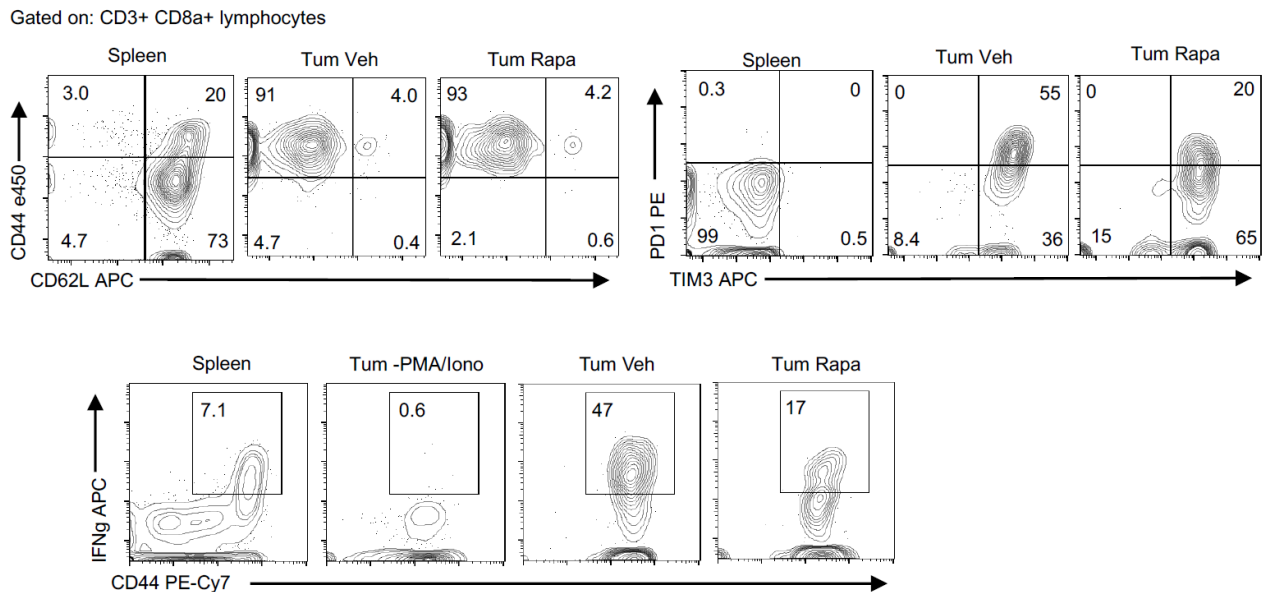 Gated on: CD3+ CD8a+ lymphocytes
Spleen
Tum Veh
Tum Rapa
3.0
20
4.7
73
91
4.0
4.7
0.4
93
4.2
2.1
0.6
CD44 e450
CD62L APC
Spleen
Tum Veh
Tum Rapa
0.3
0
99
0.5
0
55
8.4
36
0
20
15
65
PD1 PE
TIM3 APC
Spleen
Tum -PMA/Iono
Tum Veh
Tum Rapa
7.1
0.6
47
17
IFNg APC
CD44 PE-Cy7